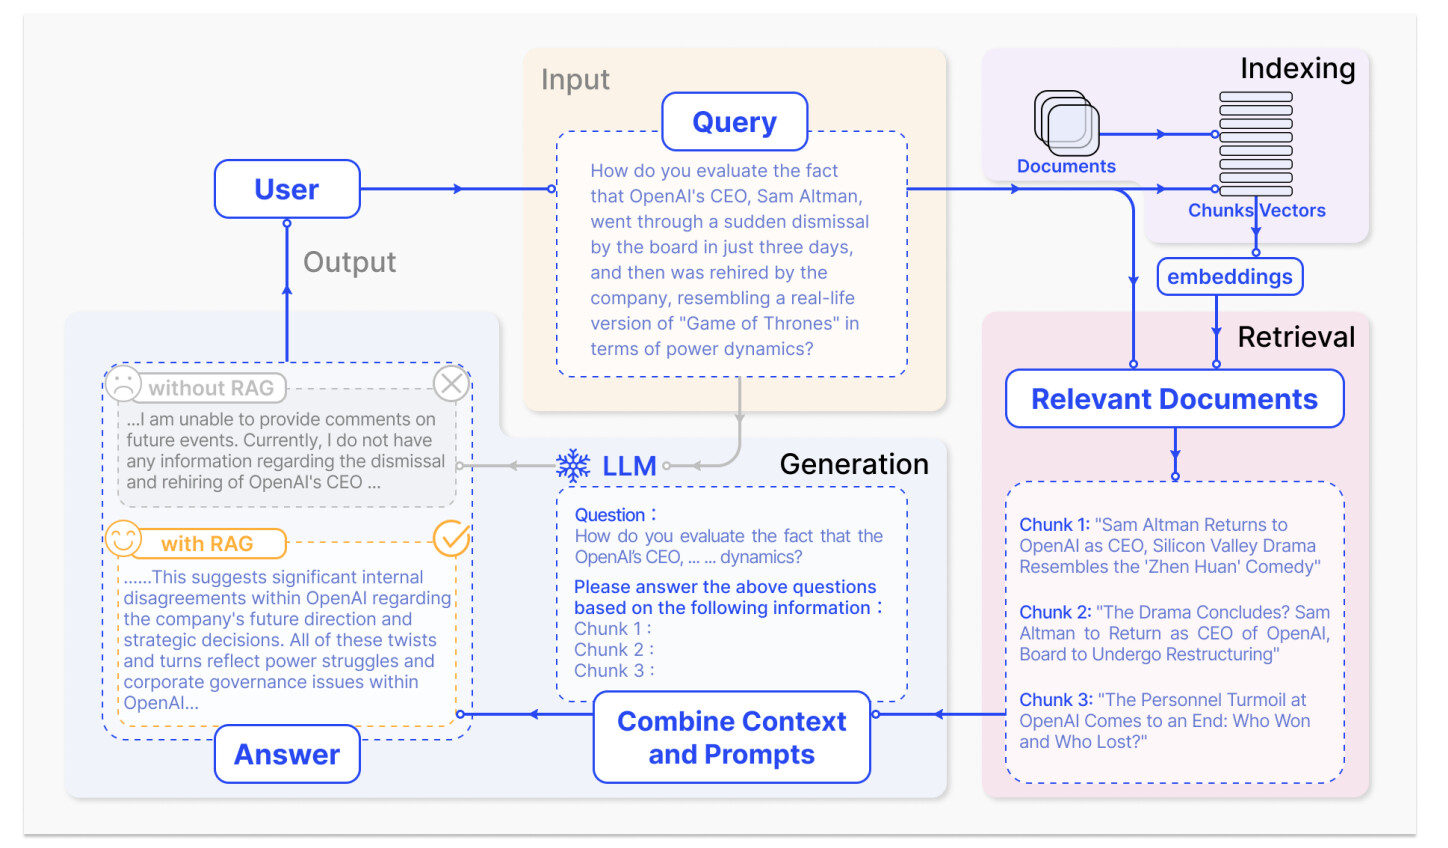 Input
Query
How do you evaluate the fact
that OpenAI's CEO, Sam Altman,
went through a sudden dismissal
by the board in just three days,
and then was rehired by the
company, resembling a real-life
version of "Game of Thrones" in
terms of power dynamics?
Indexing
Documents
Chunks Vectors
embeddings
User
Output
Retrieval
Relevant Documents
Chunk 1: "Sam Altman Returns to
OpenAI as CEO, Silicon Valley Drama
Resembles the 'Zhen Huan' Comedy"
Chunk 2: "The Drama Concludes? Sam
Altman to Return as CEO of OpenAI,
Board to Undergo Restructuring"
Chunk 3: "The Personnel Turmoil at
OpenAI Comes to an End: Who Won
and Who Lost?"
LLM
Generation
Question :
How do you evaluate the fact that the
OpenAI's CEO, ... ... dynamics?
Please answer the above questions
based on the following information :
Chunk 1 :
Chunk 2 :
Chunk 3 :
Combine Context
and Prompts
without RAG
...I am unable to provide comments on
future events. Currently, I do not have
any information regarding the dismissal
and rehiring of OpenAI's CEO ...
with RAG
......This suggests significant internal
disagreements within OpenAI regarding
the company's future direction and
strategic decisions. All of these twists
and turns reflect power struggles and
corporate governance issues within
OpenAI...
Answer